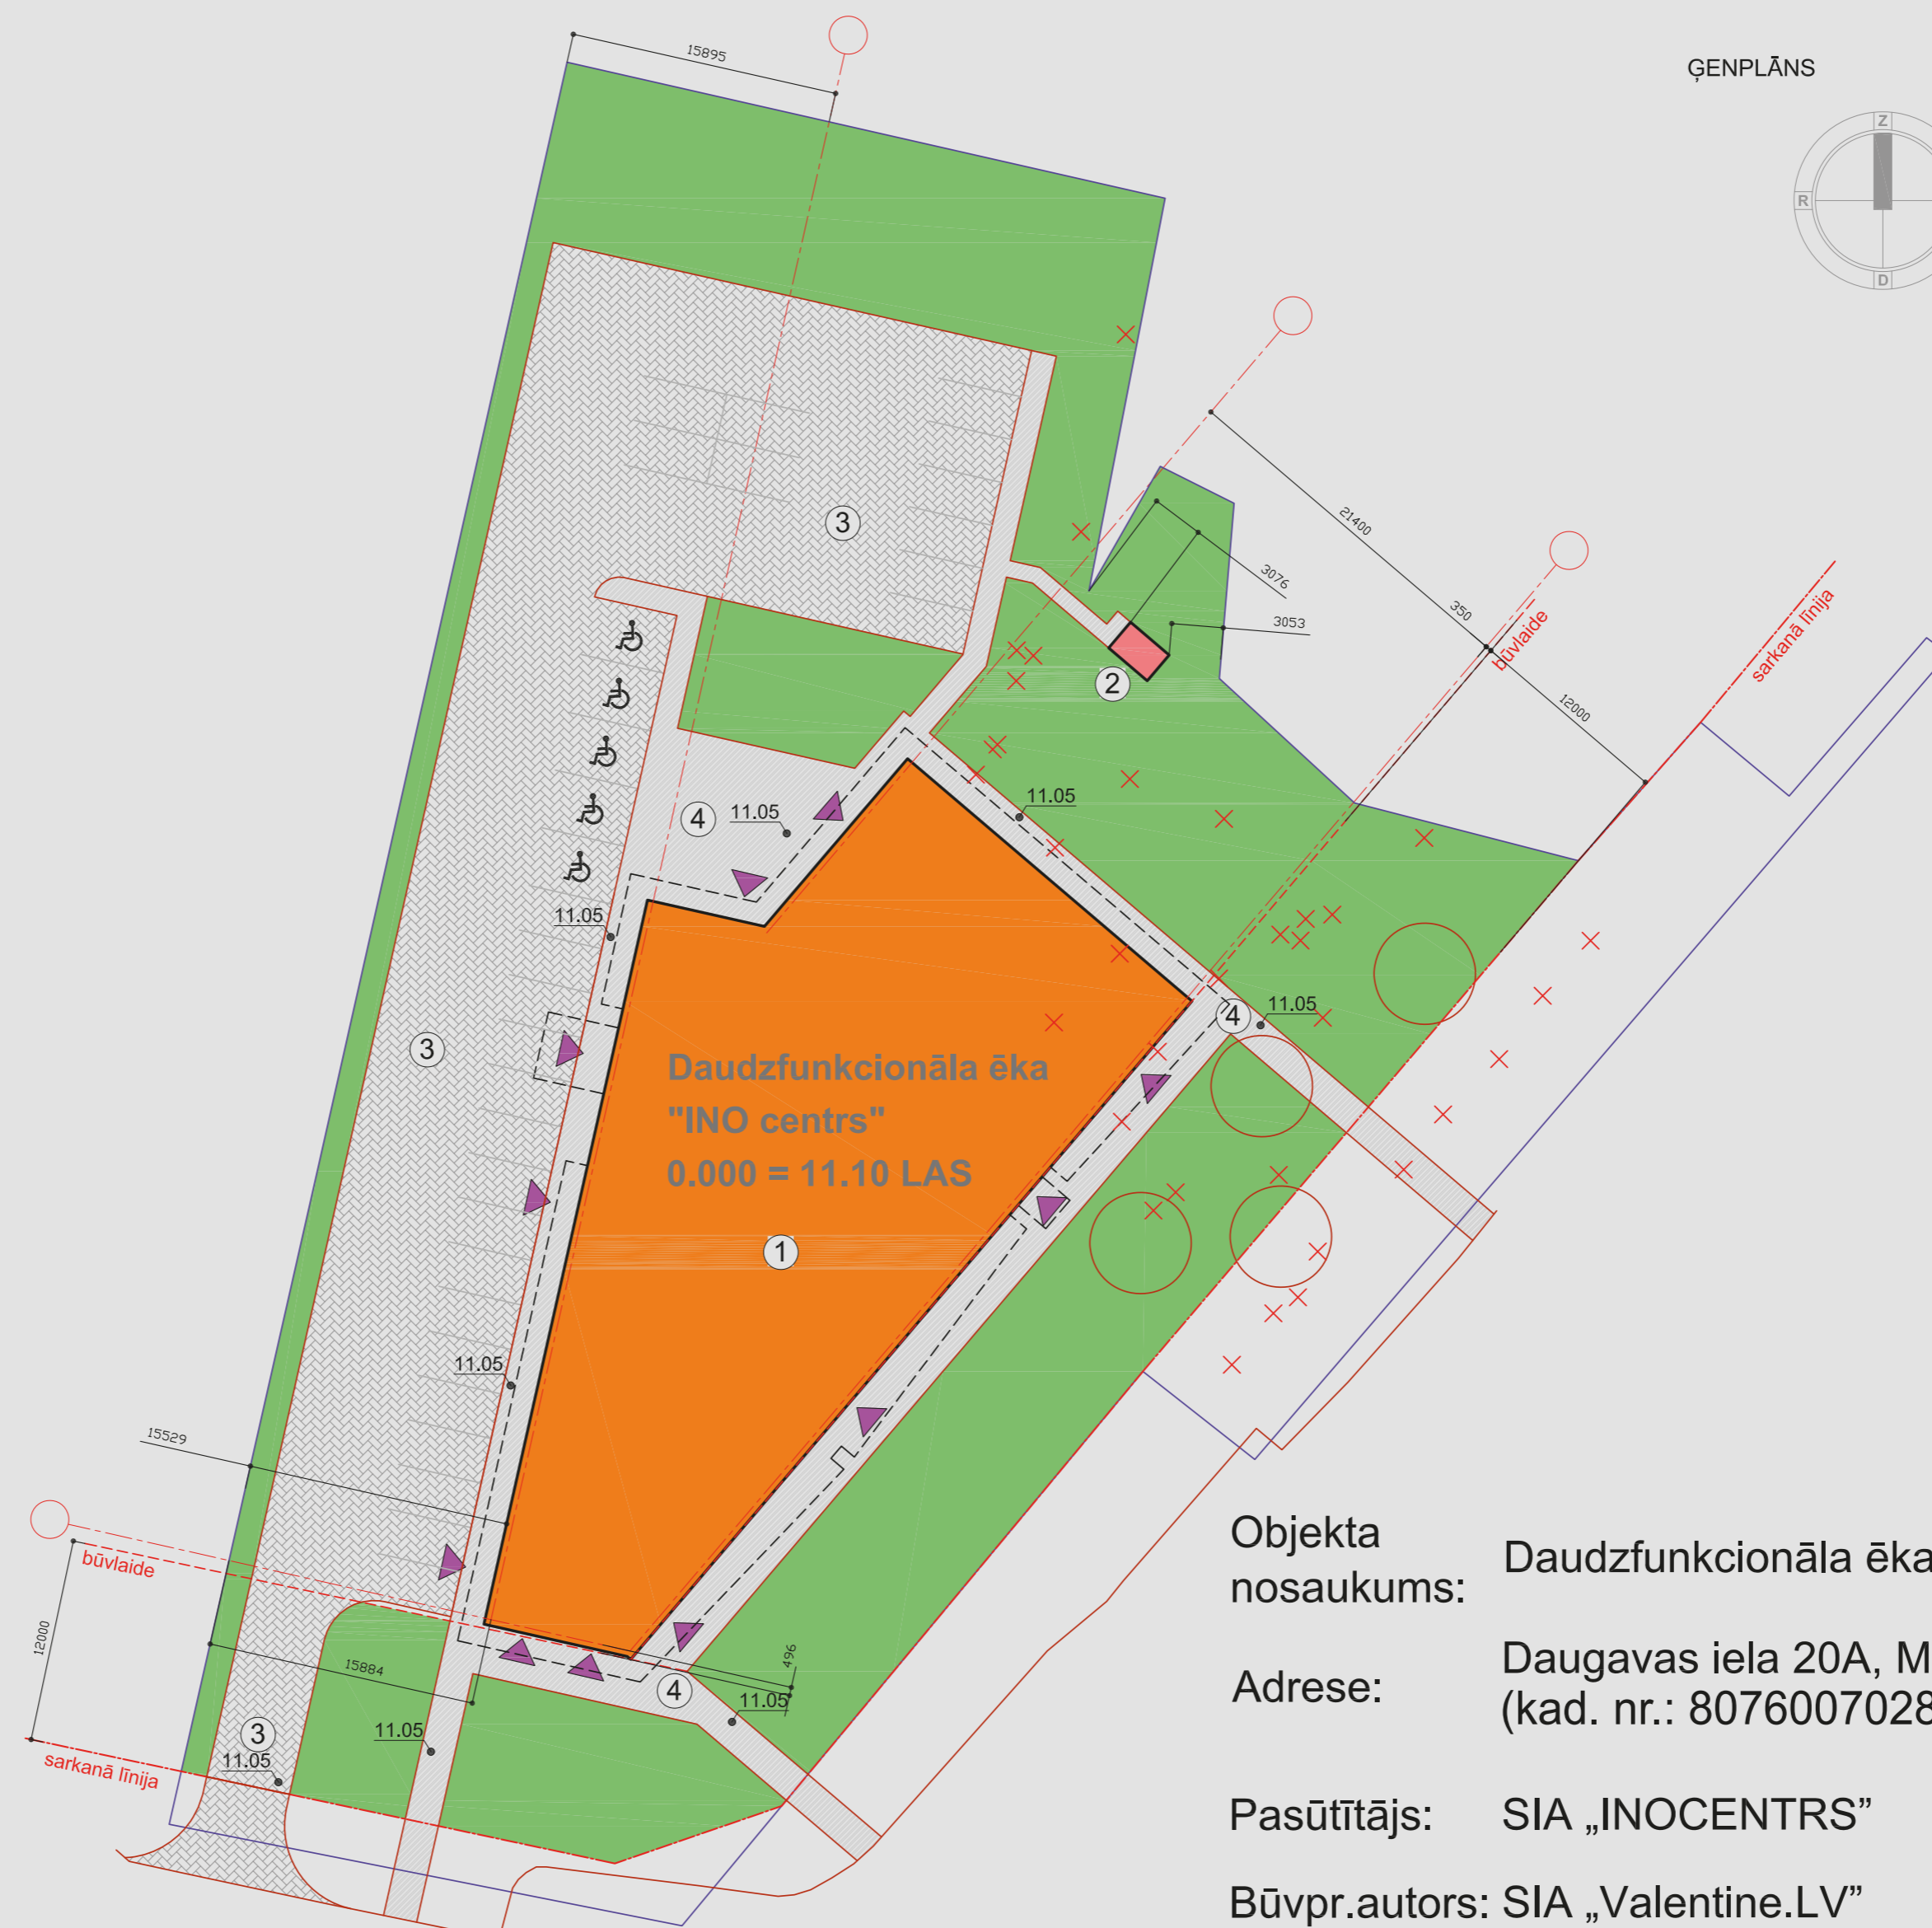 ĢENPLĀNS
Z
R
D
15895
21400
350
12000
3076
3053
būvlaide
sarkanā līnija
3
2
4
11.05
11.05
11.05
4
11.05
3
Daudzfunkcionāla ēka
"INO centrs"
0.000 = 11.10 LAS
1
11.05
15529
būvlaide
12000
15884
496
4
11.05
11.05
3
11.05
sarkanā līnija
Objekta
nosaukums:
Daudzfunkcionāla ēka
Adrese:
Daugavas iela 20A, M
(kad. nr.: 8076007028
Pasūtītājs: SIA „INOCENTRS”
Būvpr.autors: SIA „Valentine.LV”